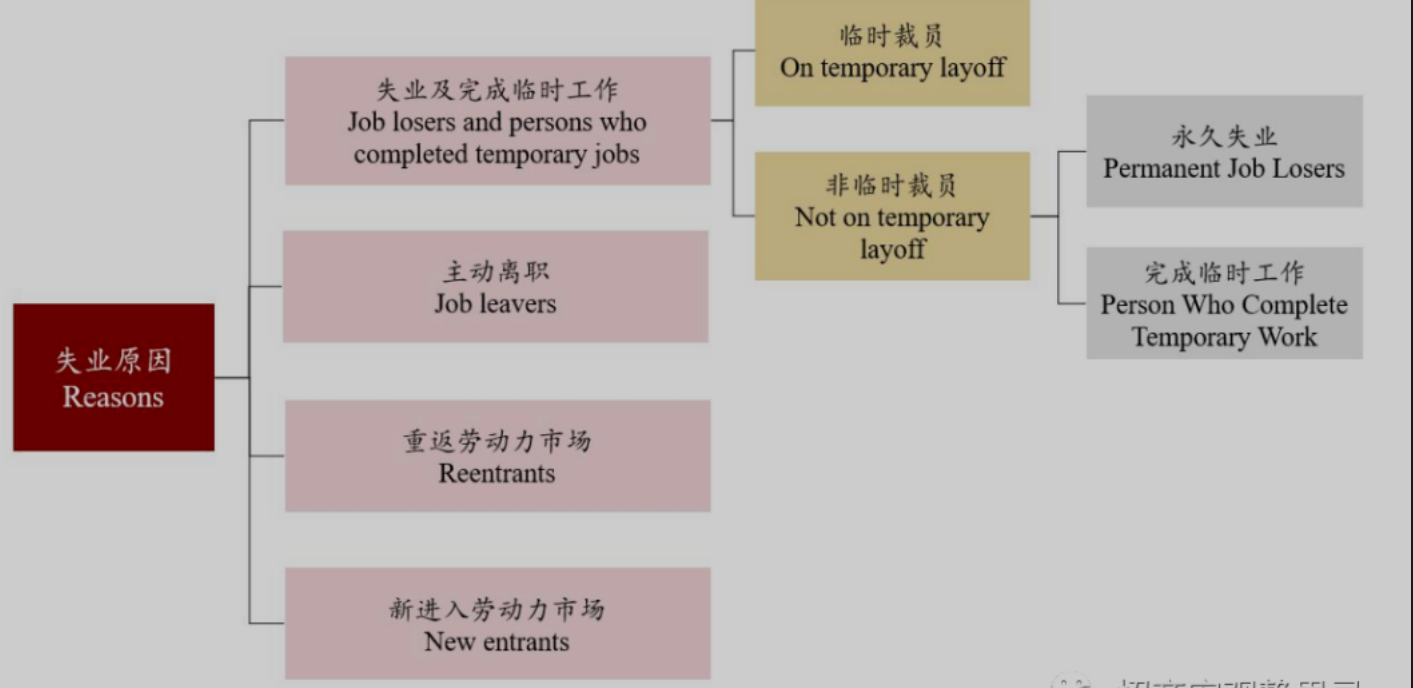 临时裁员
On temporary layoff
失业及完成临时工作
Job losers and persons who
completed temporary jobs
永久失业
Permanent Job Losers
非临时裁员
Not on temporary
layoff
主动离职
Job leavers
完成临时工作
Person Who Complete
Temporary Work
失业原因
Reasons
重返劳动力市场
Reentrants
新进入劳动力市场
New entrants